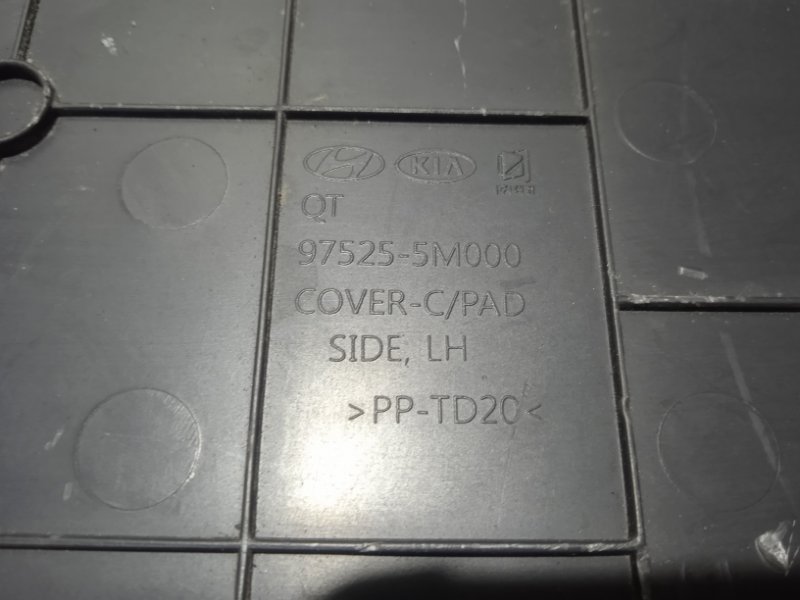 KIA
QT
97525-5M000
COVER-C/PAD
SIDE, LH
>PP-TD20<